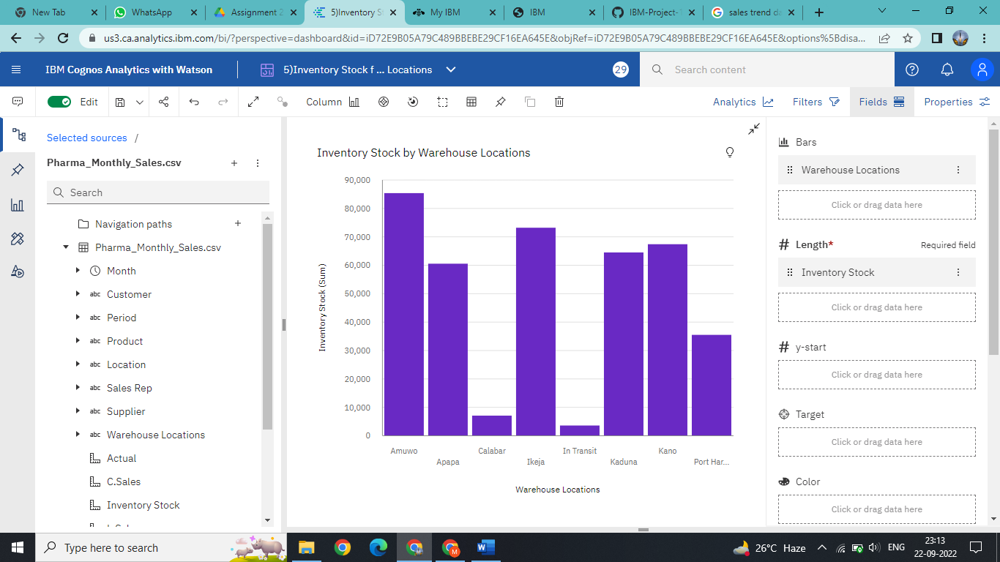 New Tab
WhatsApp
Assignment 2
5)Inventory St
My IBM
IBM
IBM-Project-1
sales trend da
us3.ca.analytics.ibm.com/bi/?perspective=dashboard&id=iD72E9B05A79C489BBEBE29CF16EA645E&objRef=iD72E9B05A79C489BBEBE29CF16EA645E&options%5Bdisa...
IBM Cognos Analytics with Watson
5)Inventory Stock f ... Locations
29
Search content
Edit
Column
Analytics
Filters
Fields
Properties
Selected sources /
Pharma_Monthly_Sales.csv
Search
Navigation paths
Pharma_Monthly_Sales.csv
Month
abc Customer
abc Period
abc Product
abc Location
abc Sales Rep
abc Supplier
abc Warehouse Locations
Actual
C.Sales
Inventory Stock
Inventory Stock by Warehouse Locations
Inventory Stock (Sum)
90,000
80,000
70,000
60,000
50,000
40,000
30,000
20,000
10,000
0
Amuwo
Apapa
Calabar
Ikeja
In Transit
Kaduna
Kano
Port Har...
Warehouse Locations
Bars
Warehouse Locations
Click or drag data here
# Length* Required field
Inventory Stock
Click or drag data here
# y-start
Click or drag data here
Target
Click or drag data here
Color
Click or drag data here
Type here to search
26°C Haze
ENG
23:13
22-09-2022